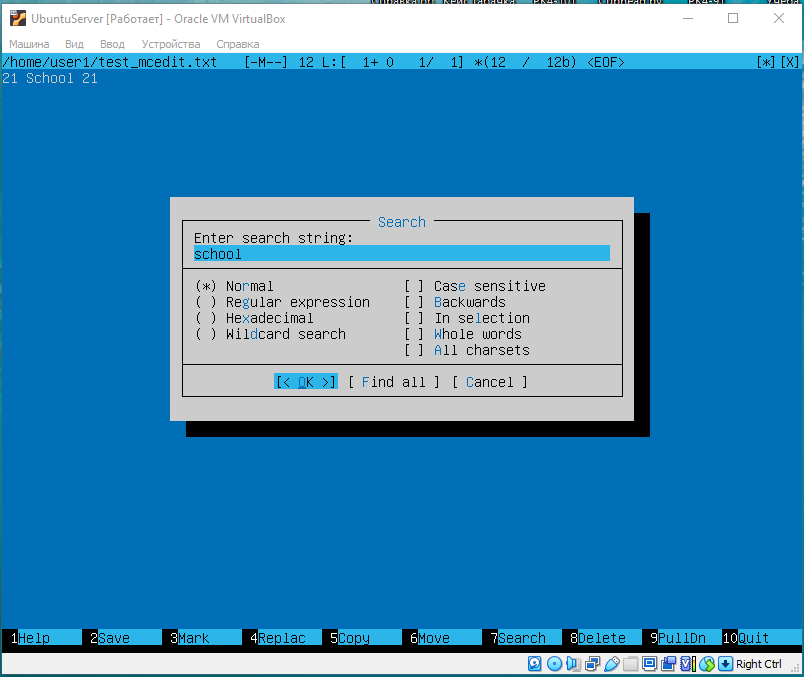 UbuntuServer [Работает] - Oracle VM VirtualBox
Машина Вид Ввод Устройства Справка
/home/user1/test_mcedit.txt [-M--] 12 L:[ 1+ 0 1/ 1] *(12 / 12b) <EOF> [*][X]
21 School 21
Search
Enter search string:
school
(*) Normal [ ] Case sensitive
( ) Regular expression [ ] Backwards
( ) Hexadecimal [ ] In selection
( ) Wildcard search [ ] Whole words
[ ] All charsets
[< OK >] [ Find all ] [ Cancel ]
1Help 2Save 3Mark 4Replac 5Copy 6Move 7Search 8Delete 9PullDn 10Quit
Right Ctrl